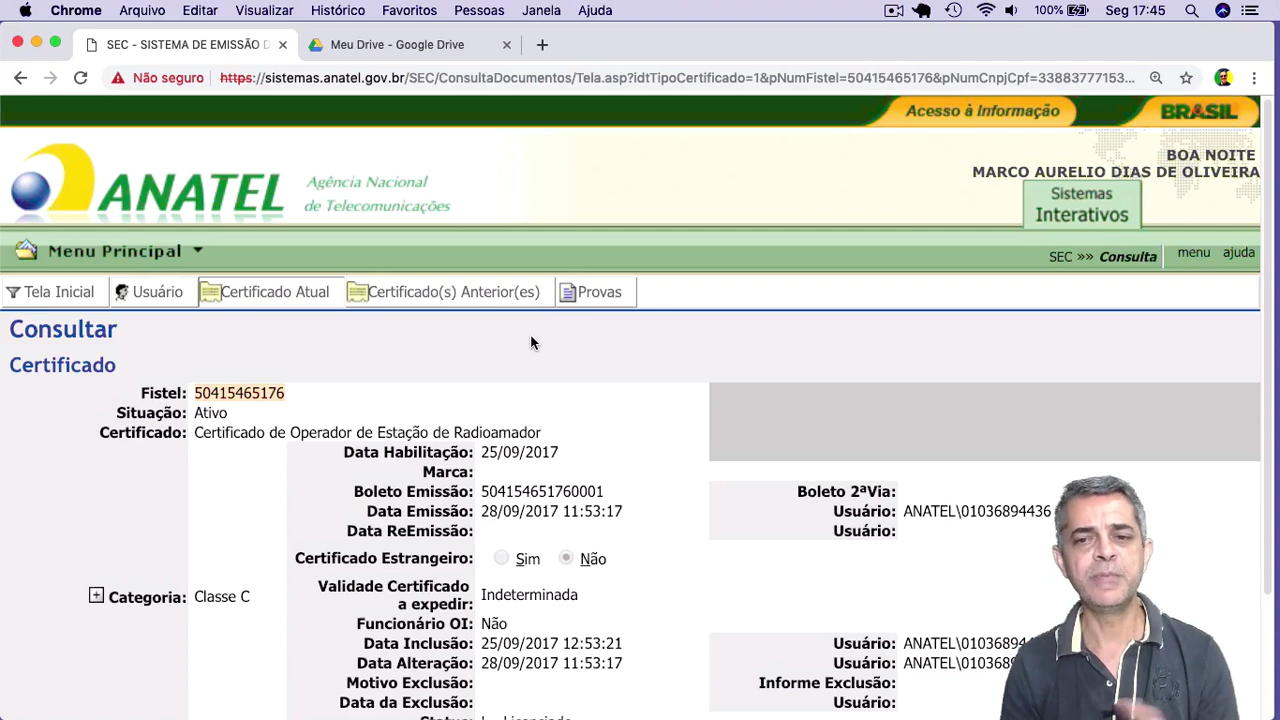 Chrome Arquivo Editar Visualizar Histórico Favoritos Pessoas Janela Ajuda 100% Seg 17:45
SEC - SISTEMA DE EMISSÃO D Meu Drive - Google Drive
Não seguro https://sistemas.anatel.gov.br/SEC/ConsultaDocumentos/Tela.asp?idtTipoCertificado=1&pNumFistel=50415465176&pNumCnpjCpf=33883777153...
Acesso à Informação BRASIL
BOA NOITE
MARCO AURELIO DIAS DE OLIVEIRA
ANATEL Agência Nacional de Telecomunicações
Sistemas Interativos
Menu Principal SEC »» Consulta menu ajuda
Tela Inicial Usuário Certificado Atual Certificado(s) Anterior(es) Provas
Consultar
Certificado
Fistel: 50415465176
Situação: Ativo
Certificado: Certificado de Operador de Estação de Radioamador
Data Habilitação: 25/09/2017
Marca:
Boleto Emissão: 504154651760001 Boleto 2ªVia:
Data Emissão: 28/09/2017 11:53:17 Usuário: ANATEL\01036894436
Data ReEmissão: Usuário:
Certificado Estrangeiro: Sim Não
Validade Certificado a expedir: Indeterminada
Categoria: Classe C
Funcionário OI: Não
Data Inclusão: 25/09/2017 12:53:21 Usuário:
Data Alteração: 28/09/2017 11:53:17 Usuário:
Motivo Exclusão: Informe Exclusão:
Data da Exclusão: Usuário: